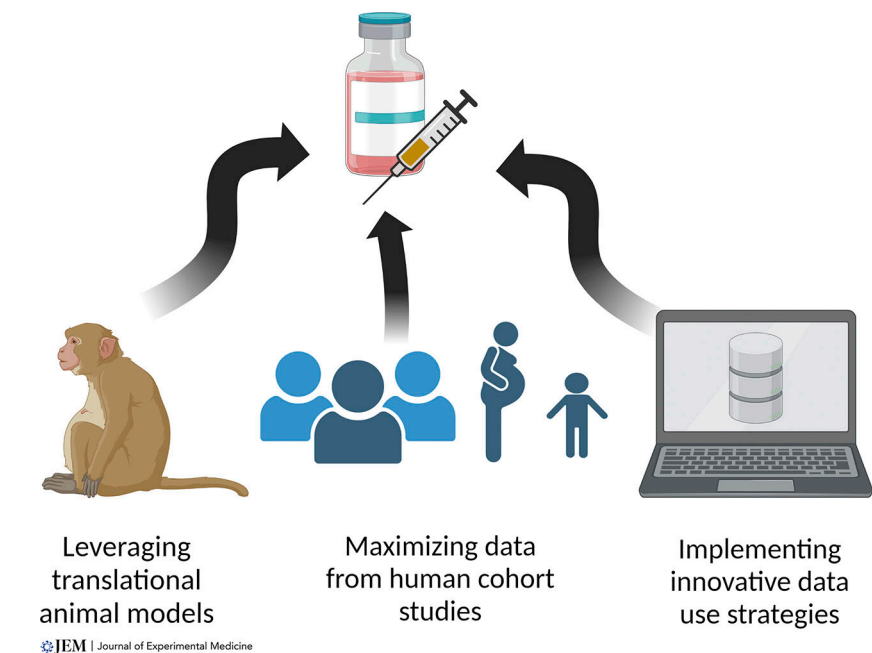 Leveraging
translational
animal models
Maximizing data
from human cohort
studies
Implementing
innovative data
use strategies
JEM | Journal of Experimental Medicine